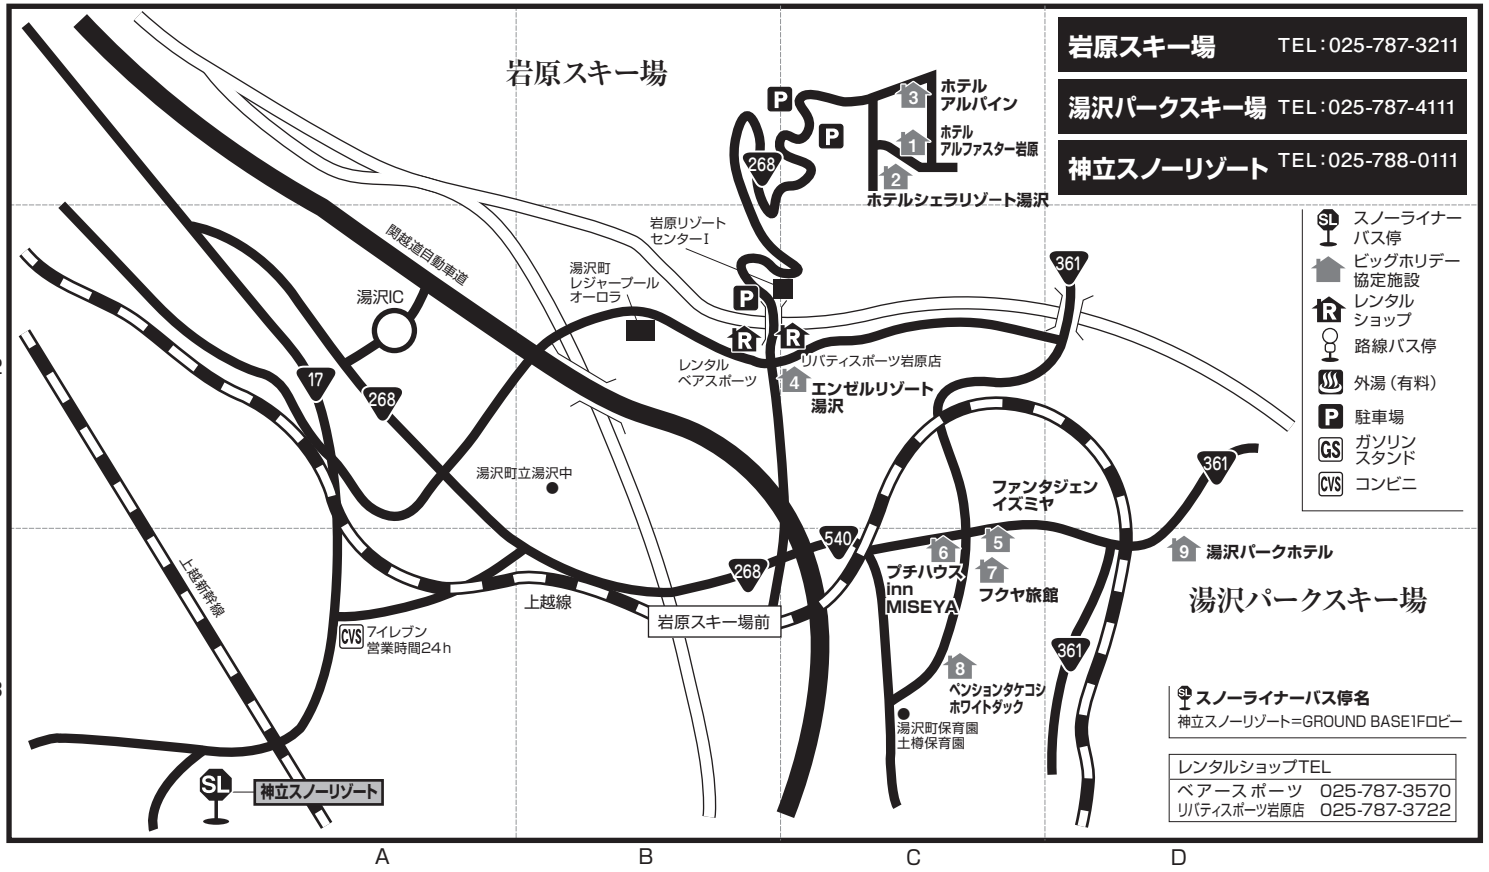 岩原スキー場
岩原スキー場 TEL:025-787-3211
湯沢パークスキー場 TEL:025-787-4111
神立スノーリゾート TEL:025-788-0111
P
P
268
3
ホテル
アルパイン
1
ホテル
アルファスター岩原
2
ホテルシェラリゾート湯沢
SL
スノーライナー
バス停
ビッグホリデー
協定施設
R
レンタル
ショップ
路線バス停
外湯(有料)
P
駐車場
GS
ガソリン
スタンド
CVS
コンビニ
関越道自動車道
湯沢IC
岩原リゾート
センターI
湯沢町
レジャープール
オーロラ
P
R
R
レンタル
ベアスポーツ
リバティスポーツ岩原店
4
エンゼルリゾート
湯沢
361
17
268
湯沢町立湯沢中
361
ファンタジェン
イズミヤ
540
268
6
5
7
プチハウス
inn
MISEYA
フクヤ旅館
9
湯沢パークホテル
湯沢パークスキー場
上越新幹線
上越線
岩原スキー場前
CVS
7イレブン
営業時間24h
361
8
ペンションタケコシ
ホワイトダック
湯沢町保育園
土樽保育園
SL
神立スノーリゾート
SL
スノーライナーバス停名
神立スノーリゾート=GROUND BASE1Fロビー
レンタルショップTEL
ベアースポーツ 025-787-3570
リバティスポーツ岩原店 025-787-3722
A
B
C
D